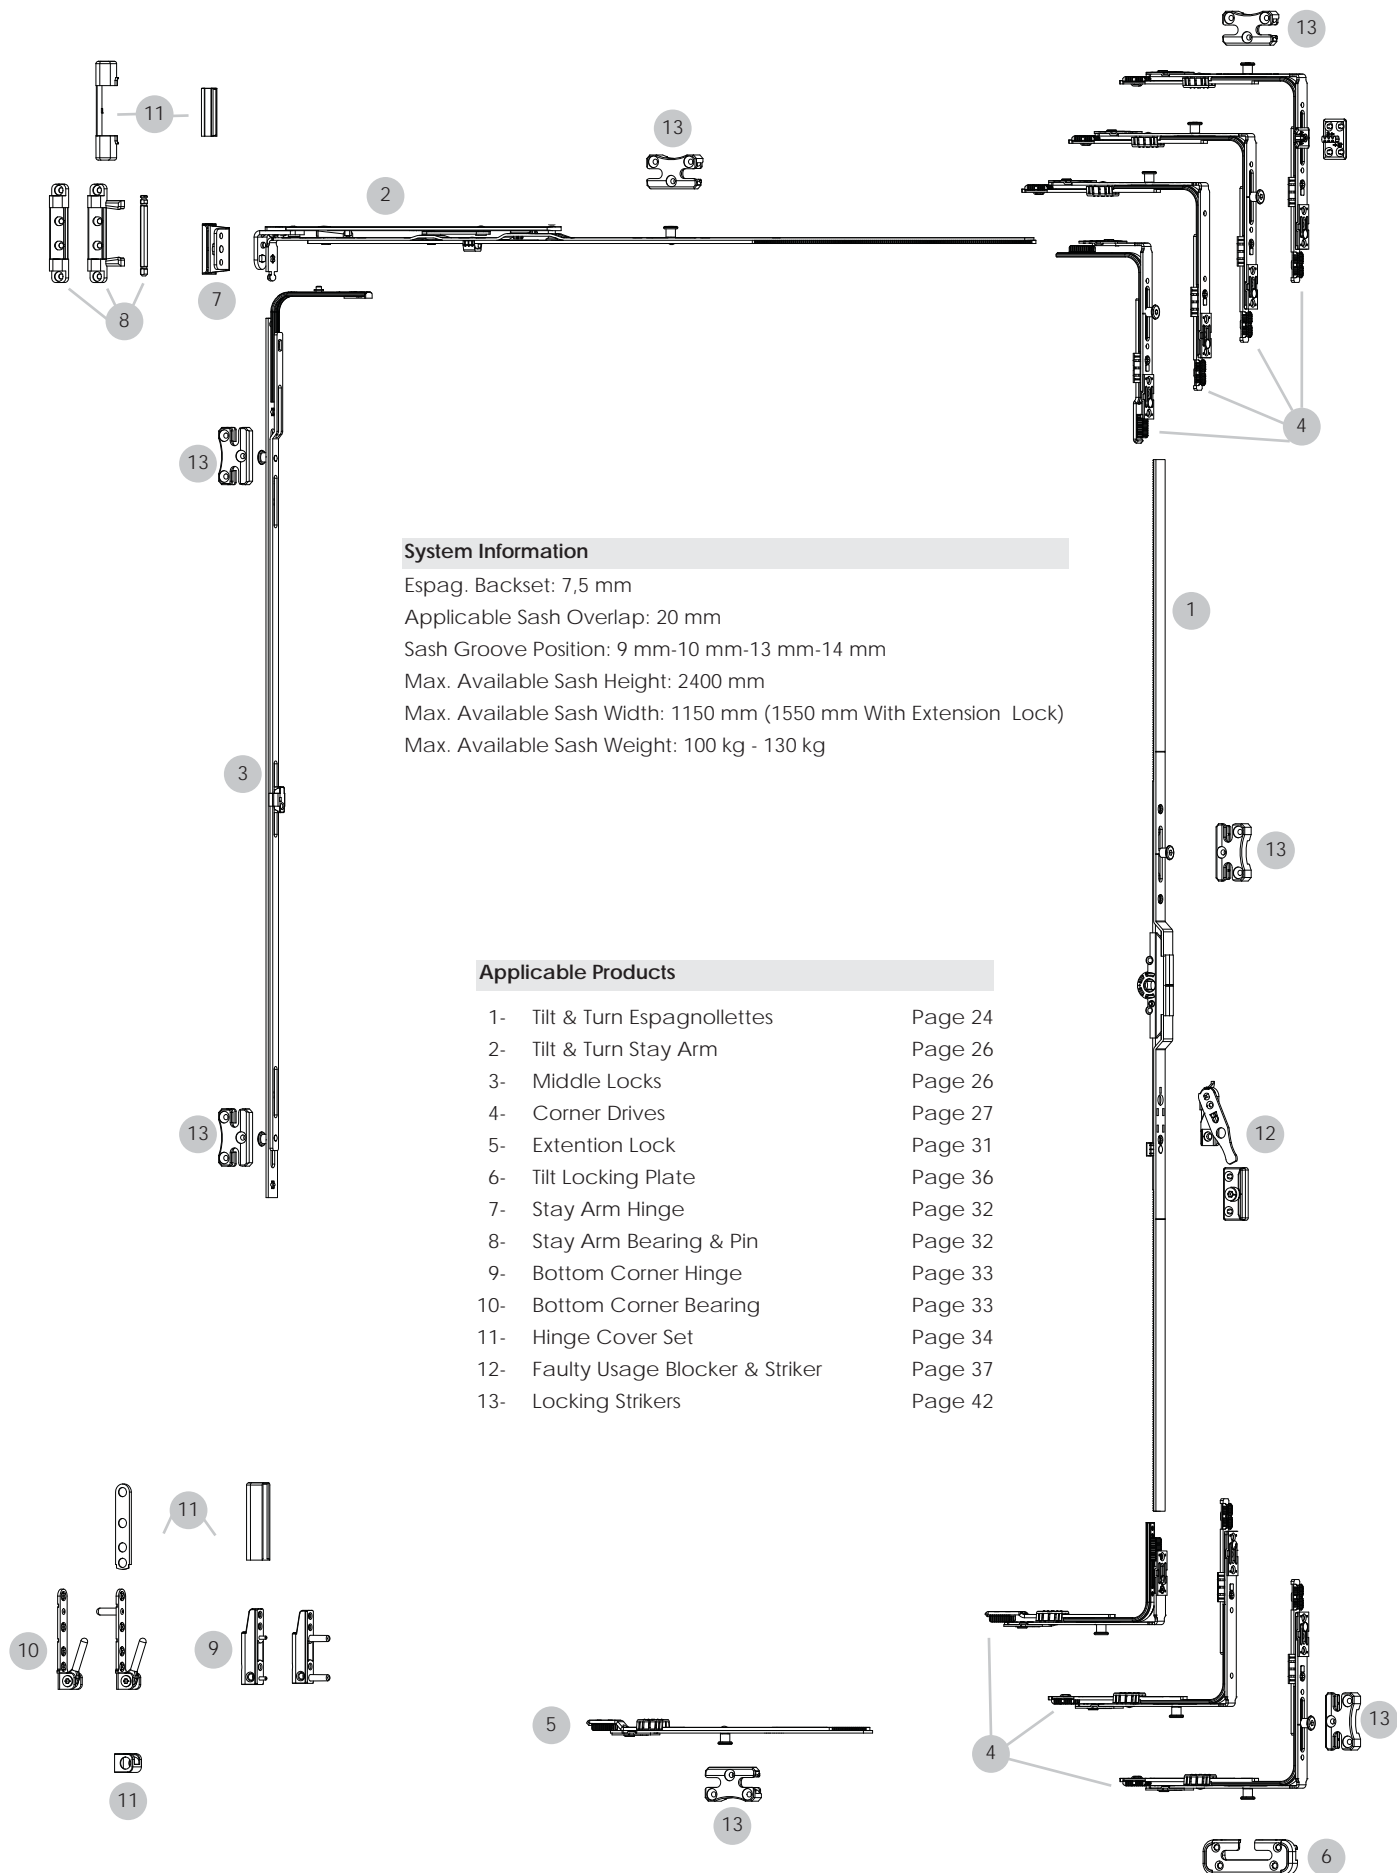 13
11
13
2
7
8
4
13
System Information
Espag. Backset: 7,5 mm
Applicable Sash Overlap: 20 mm
Sash Groove Position: 9 mm-10 mm-13 mm-14 mm
Max. Available Sash Height: 2400 mm
Max. Available Sash Width: 1150 mm (1550 mm With Extension Lock)
Max. Available Sash Weight: 100 kg - 130 kg
1
3
13
Applicable Products
1- Tilt & Turn Espagnollettes Page 24
2- Tilt & Turn Stay Arm Page 26
3- Middle Locks Page 26
4- Corner Drives Page 27
5- Extention Lock Page 31
6- Tilt Locking Plate Page 36
7- Stay Arm Hinge Page 32
8- Stay Arm Bearing & Pin Page 32
9- Bottom Corner Hinge Page 33
10- Bottom Corner Bearing Page 33
11- Hinge Cover Set Page 34
12- Faulty Usage Blocker & Striker Page 37
13- Locking Strikers Page 42
13
12
11
10
9
5
4
13
11
13
6